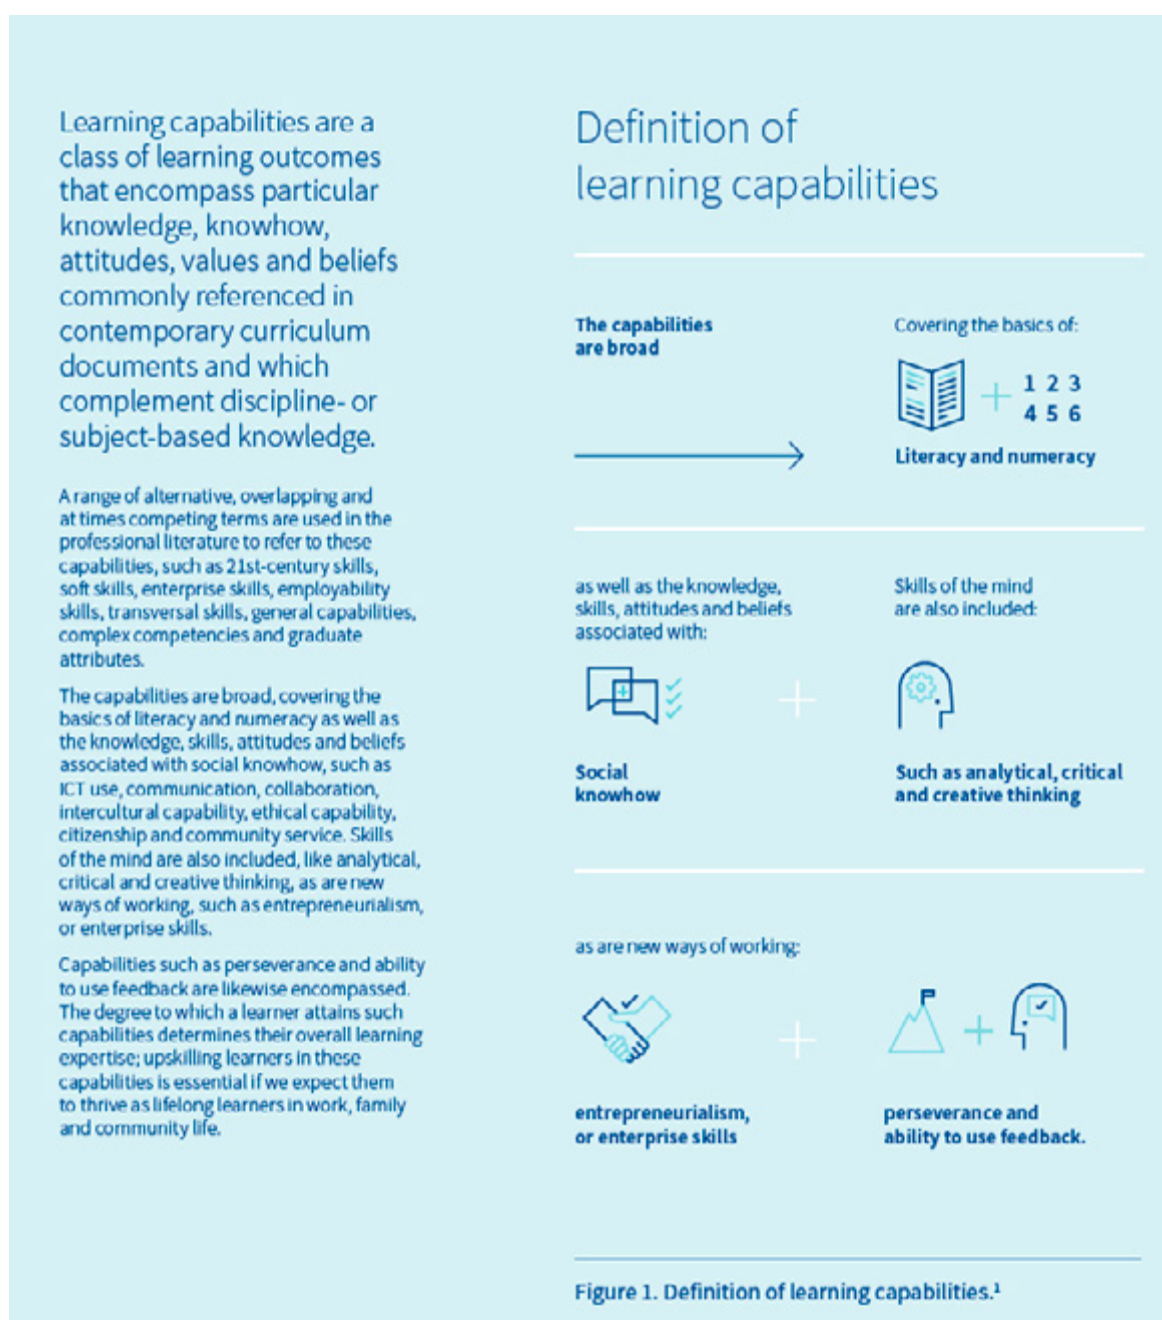 Learning capabilities are a
class of learning outcomes
that encompass particular
knowledge, knowhow,
attitudes, values and beliefs
commonly referenced in
contemporary curriculum
documents and which
complement discipline- or
subject-based knowledge.
A range of alternative, overlapping and
at times competing terms are used in the
professional literature to refer to these
capabilities, such as 21st-century skills,
soft skills, enterprise skills, employability
skills, transversal skills, general capabilities,
complex competencies and graduate
attributes.
The capabilities are broad, covering the
basics of literacy and numeracy as well as
the knowledge, skills, attitudes and beliefs
associated with social knowhow, such as
ICT use, communication, collaboration,
intercultural capability, ethical capability,
citizenship and community service. Skills
of the mind are also included, like analytical,
critical and creative thinking, as are new
ways of working, such as entrepreneurialism,
or enterprise skills.
Capabilities such as perseverance and ability
to use feedback are likewise encompassed.
The degree to which a learner attains such
capabilities determines their overall learning
expertise; upskilling learners in these
capabilities is essential if we expect them
to thrive as lifelong learners in work, family
and community life.
Definition of
learning capabilities
The capabilities
are broad
Covering the basics of:
1 2 3
4 5 6
Literacy and numeracy
as well as the knowledge,
skills, attitudes and beliefs
associated with:
Social
knowhow
Skills of the mind
are also included:
Such as analytical, critical
and creative thinking
as are new ways of working:
entrepreneurialism,
or enterprise skills
perseverance and
ability to use feedback.
Figure 1. Definition of learning capabilities.¹